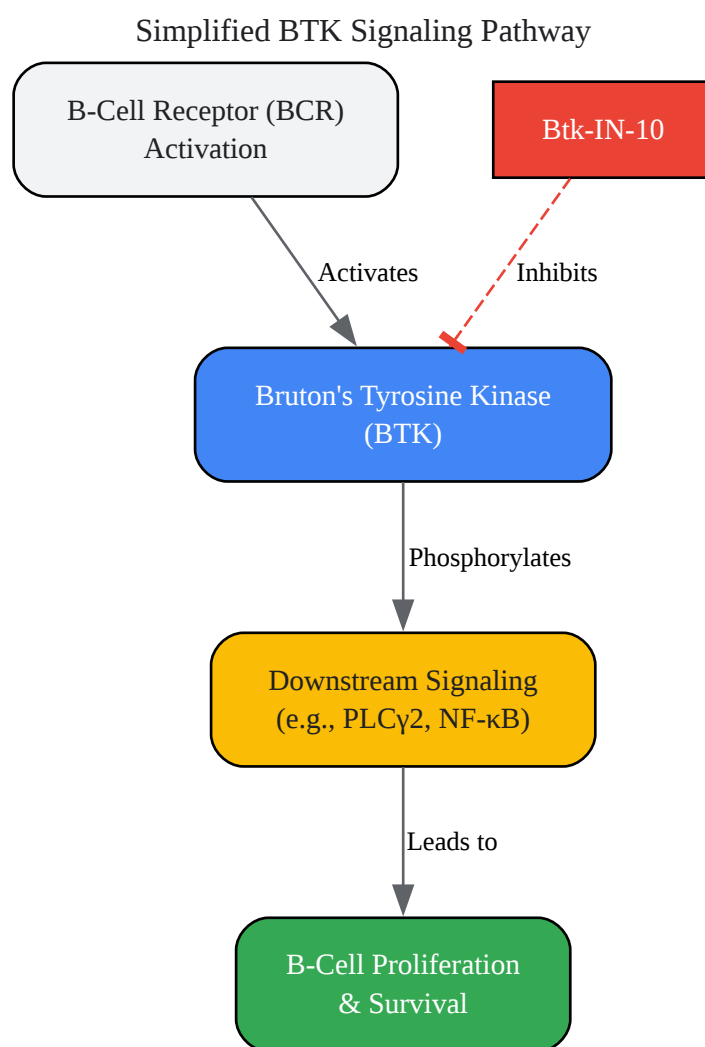 Simplified BTK Signaling Pathway
B-Cell Receptor (BCR)
Activation
Btk-IN-10
Activates
Inhibits
Bruton's Tyrosine Kinase
(BTK)
Phosphorylates
Downstream Signaling
(e.g., PLCγ2, NF-κB)
Leads to
B-Cell Proliferation
& Survival